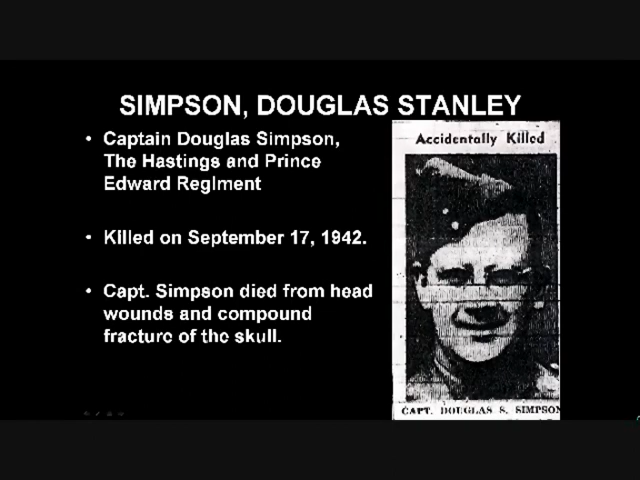 SIMPSON, DOUGLAS STANLEY
• Captain Douglas Simpson,
The Hastings and Prince
Edward Regiment
• Killed on September 17, 1942.
• Capt. Simpson died from head
wounds and compound
fracture of the skull.
Accidentally Killed
CAPT. DOUGLAS S. SIMPSON